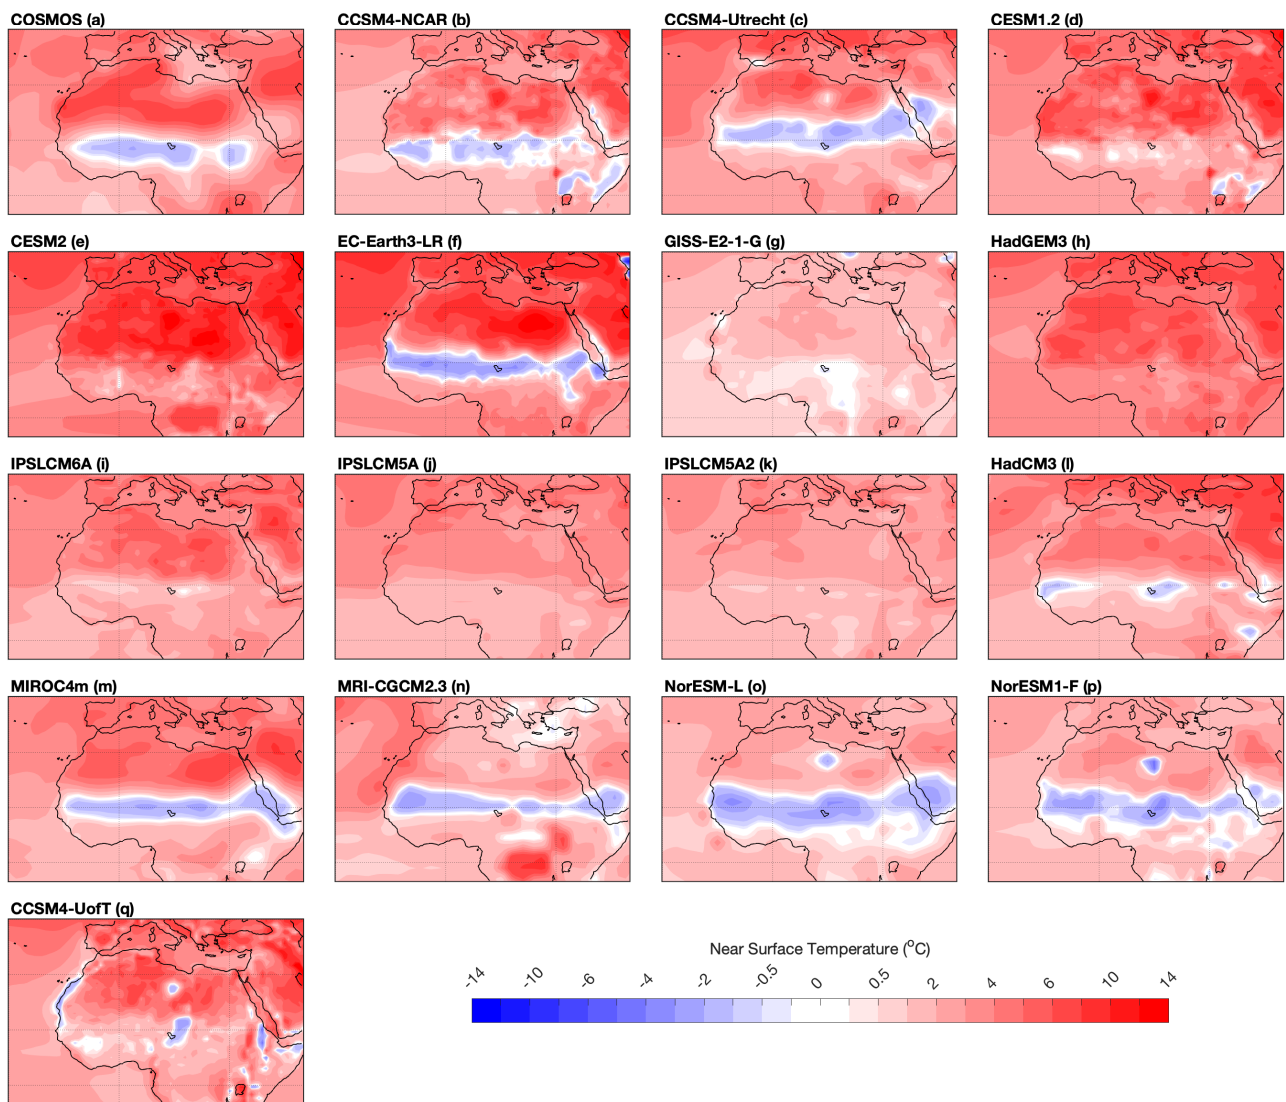 COSMOS (a)
CCSM4-NCAR (b)
CCSM4-Utrecht (c)
CESM1.2 (d)
CESM2 (e)
EC-Earth3-LR (f)
GISS-E2-1-G (g)
HadGEM3 (h)
IPSLCM6A (i)
IPSLCM5A (j)
IPSLCM5A2 (k)
HadCM3 (l)
MIROC4m (m)
MRI-CGCM2.3 (n)
NorESM-L (o)
NorESM1-F (p)
CCSM4-UofT (q)
Near Surface Temperature (°C)
-14 -10 -6 -4 -2 -0.5 0 0.5 2 4 6 10 14